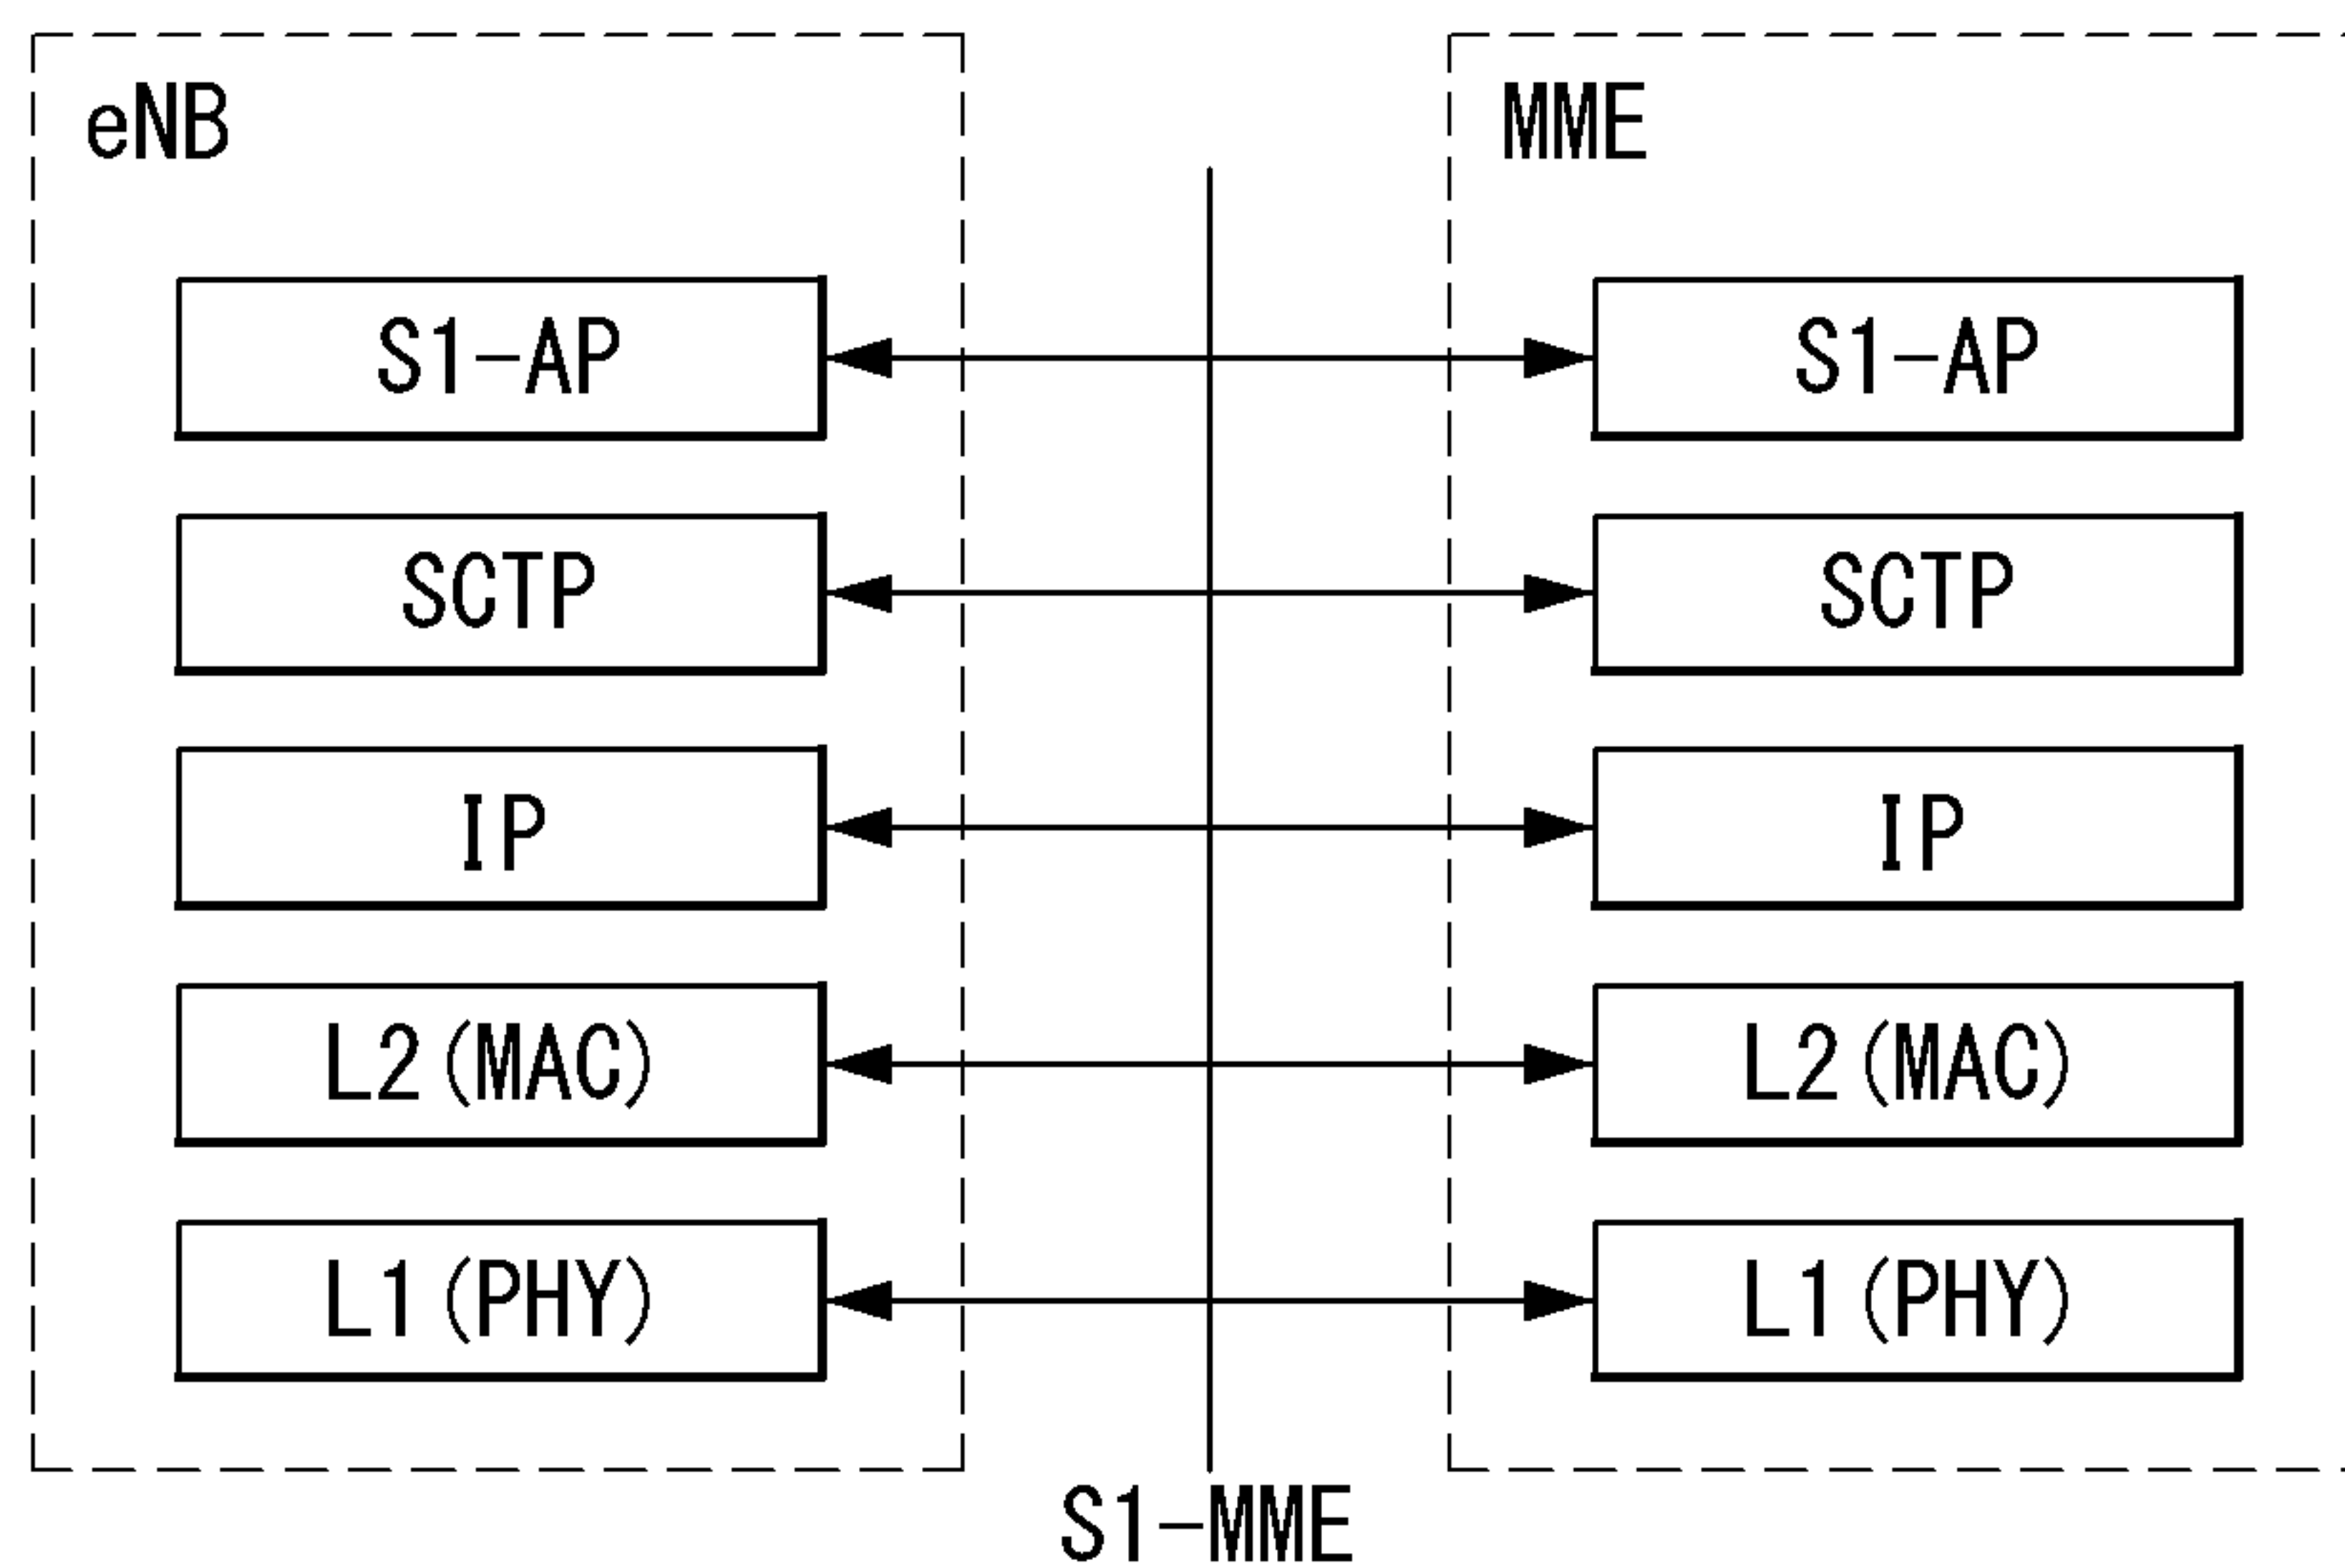 eNB
MME
S1-AP
S1-AP
SCTP
SCTP
IP
IP
L2(MAC)
L2(MAC)
L1(PHY)
L1(PHY)
S1-MME